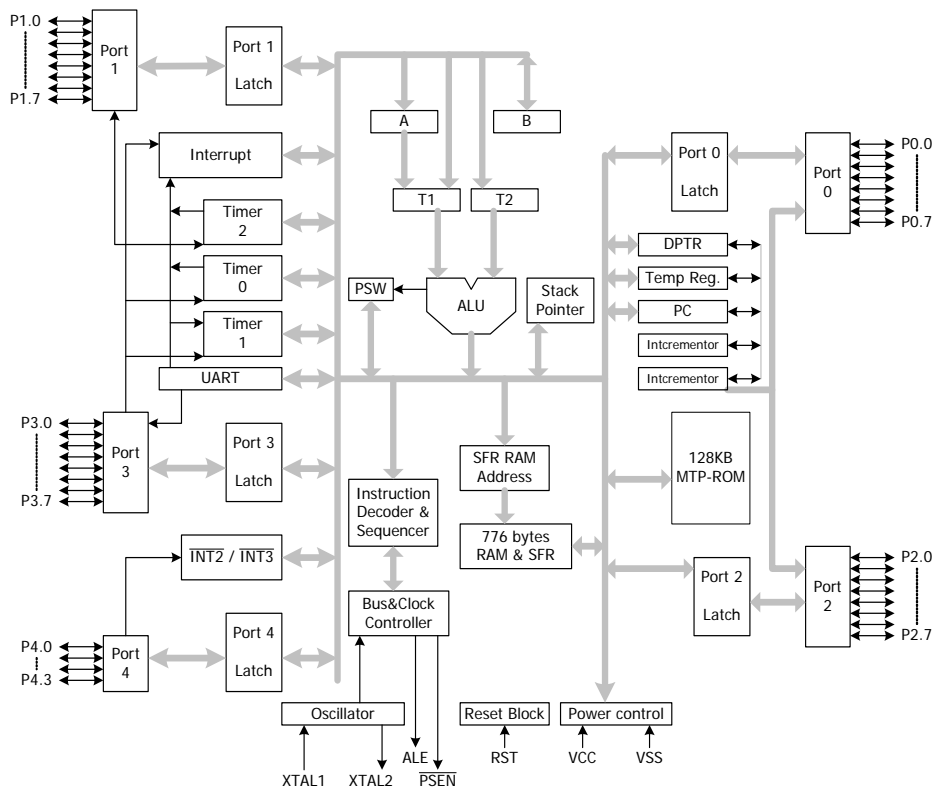 P1.0
P1.7
Port
1
Port 1
Latch
A
B
Interrupt
T1
T2
Timer
2
Timer
0
Timer
1
UART
PSW
ALU
Stack
Pointer
Port 0
Latch
Port
0
P0.0
P0.7
DPTR
Temp Reg.
PC
Intcrementor
Intcrementor
P3.0
P3.7
Port
3
Port 3
Latch
Instruction
Decoder &
Sequencer
SFR RAM
Address
776 bytes
RAM & SFR
128KB
MTP-ROM
INT2 / INT3
Bus&Clock
Controller
Port 2
Latch
Port
2
P2.0
P2.7
P4.0
P4.3
Port
4
Port 4
Latch
Oscillator
Reset Block
Power control
XTAL1
XTAL2
ALE
PSEN
RST
VCC
VSS